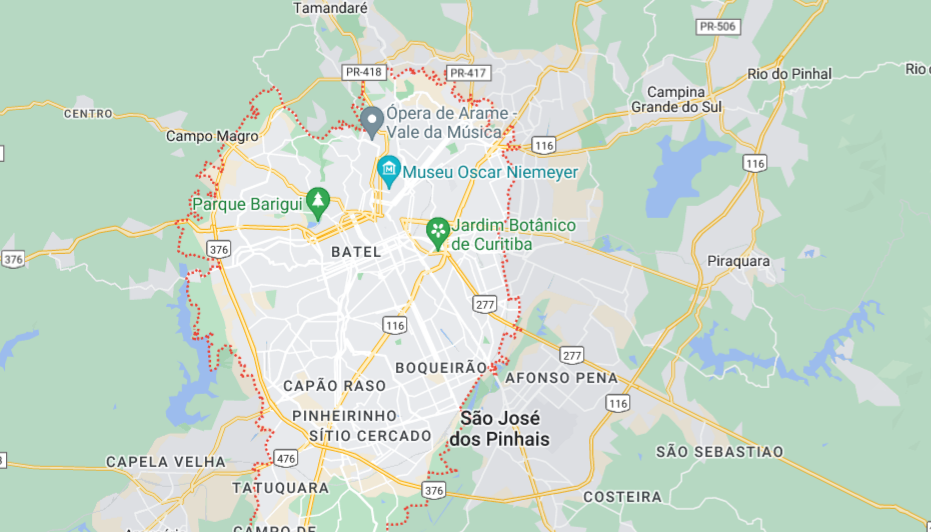 Tamandaré
PR-506
PR-418
PR-417
Rio do Pinhal
Campina
Grande do Sul
CENTRO
Ópera de Arame -
Vale da Música
Campo Magro
116
116
Museu Oscar Niemeyer
Parque Barigui
Jardim Botânico
de Curitiba
376
BATEL
376
Piraquara
277
116
277
BOQUEIRÃO
AFONSO PENA
CAPÃO RASO
116
PINHEIRINHO
São José
dos Pinhais
SÍTIO CERCADO
SÃO SEBASTIAO
CAPELA VELHA
476
TATUQUARA
376
COSTEIRA
CAMPO DE